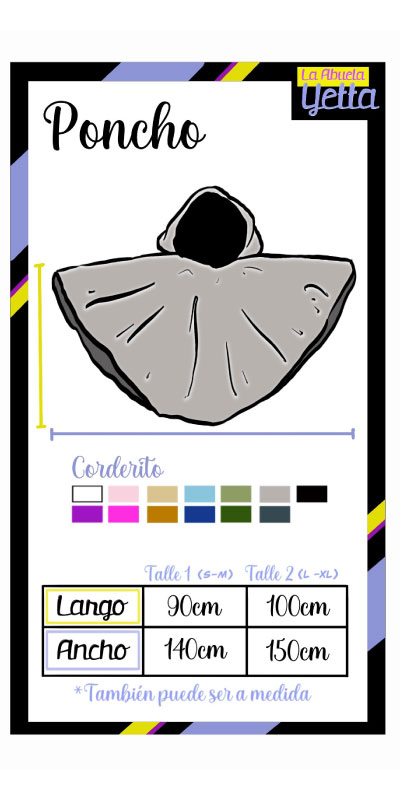 La Abuela
Yetta
Poncho
Corderito
Talle 1 (S-M) Talle 2 (L-XL)
Largo 90cm 100cm
Ancho 140cm 150cm
*También puede ser a medida